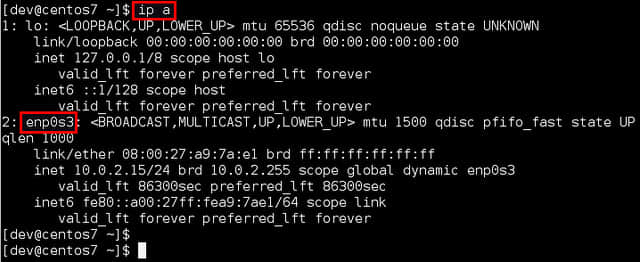 [dev@centos7 ~]$ ip a
1: lo: <LOOPBACK,UP,LOWER_UP> mtu 65536 qdisc noqueue state UNKNOWN
    link/loopback 00:00:00:00:00:00 brd 00:00:00:00:00:00
    inet 127.0.0.1/8 scope host lo
       valid_lft forever preferred_lft forever
    inet6 ::1/128 scope host
       valid_lft forever preferred_lft forever
2: enp0s3: <BROADCAST,MULTICAST,UP,LOWER_UP> mtu 1500 qdisc pfifo_fast state UP
qlen 1000
    link/ether 08:00:27:a9:7a:e1 brd ff:ff:ff:ff:ff:ff
    inet 10.0.2.15/24 brd 10.0.2.255 scope global dynamic enp0s3
       valid_lft 86300sec preferred_lft 86300sec
    inet6 fe80::a00:27ff:fea9:7ae1/64 scope link
       valid_lft forever preferred_lft forever
[dev@centos7 ~]$
[dev@centos7 ~]$